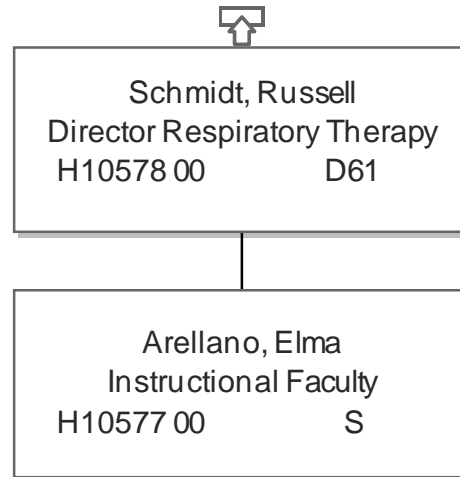 Schmidt, Russell
Director Respiratory Therapy
H10578 00 D61
Arellano, Elma
Instructional Faculty
H10577 00 S